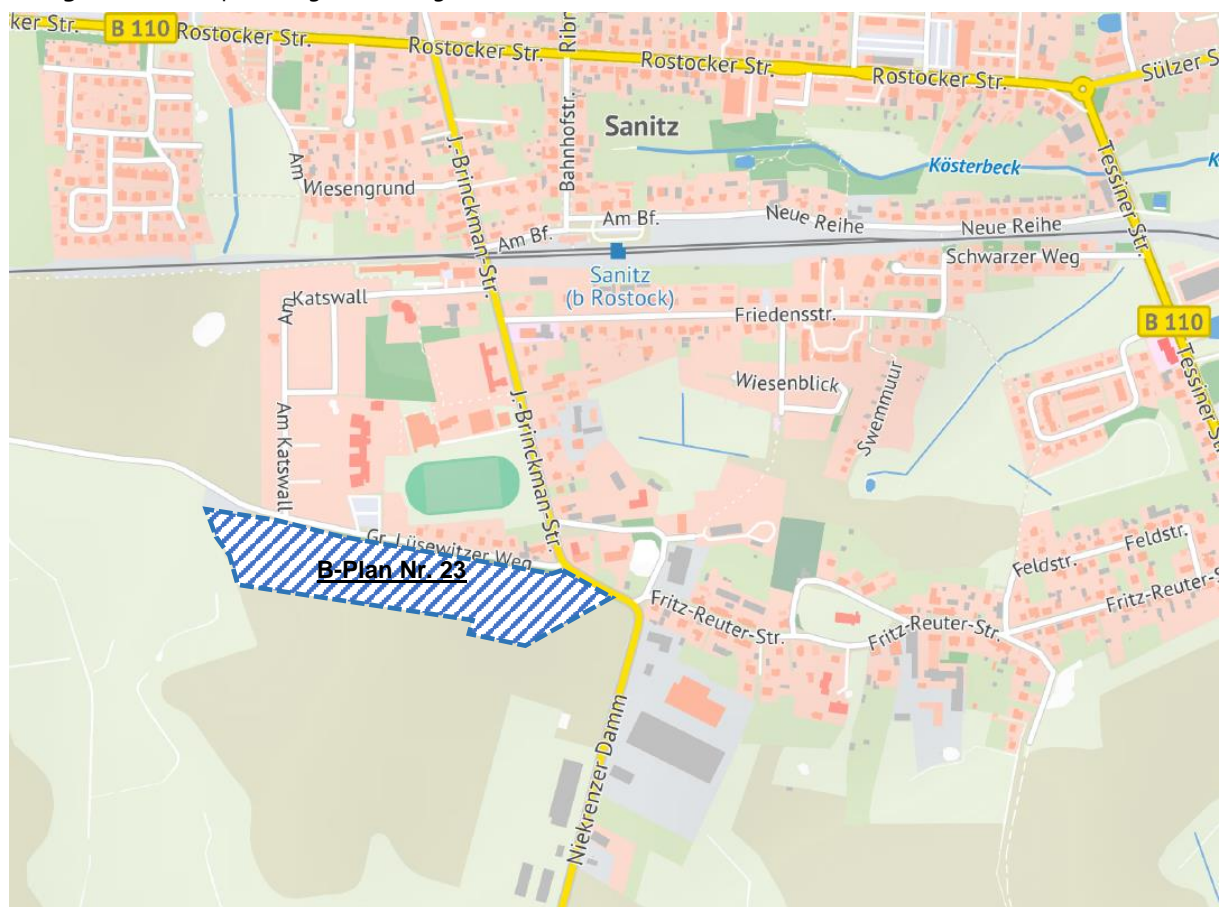 ker Str.
B 110
Rostocker Str.
Rostocker Str.
Rostocker Str.
Rostocker Str.
Sülzer S
Ribn
Bahnhofstr.
Sanitz
J.-Brinckman-Str.
Am
Wiesengrund
Kösterbeck
K
Tessiner Str.
Am Bf.
Am Bf.
Neue Reihe
Neue Reihe
Schwarzer Weg
Sanitz
(b Rostock)
Am
Katswall
Friedensstr.
B 110
Tessiner Str
Wiesenblick
Swemmuur
Am Katswall
J.-Brinckman-Str.
Gr. Lüsewitzer Weg
B-Plan Nr. 23
Feldstr.
Feldstr.
Fritz-Reuter-Str.
Fritz-Reuter-Str.
Fritz-Reuter-S
Niekrenzer Damm